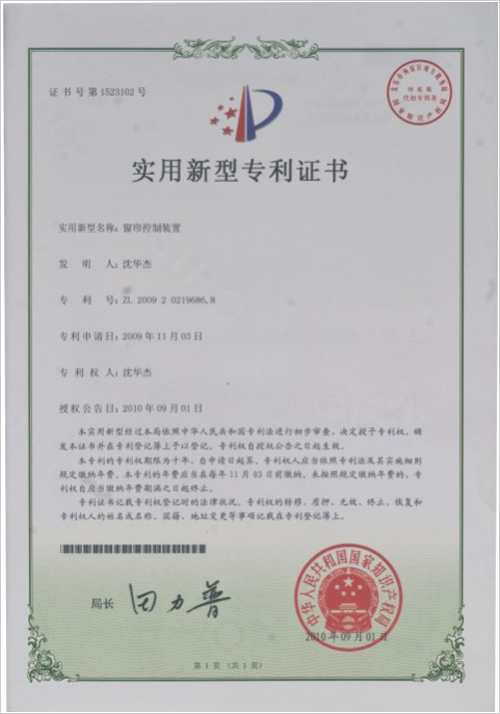 证书号第1523102号
印花税
代扣专用章
实用新型专利证书
实用新型名称：窗帘控制装置
发明人：沈华杰
专利号：ZL 2009 2 0219686.8
专利申请日：2009年11月03日
专利权人：沈华杰
授权公告日：2010年09月01日
本实用新型经过本局依照中华人民共和国专利法进行初步审查，决定授予专利权，颁
发本证书并在专利登记簿上予以登记。专利权自授权公告之日起生效。
本专利的专利权期限为十年，自申请日起算。专利权人应当依照专利法及其实施细则
规定缴纳年费。本专利的年费应当在每年11月03日前缴纳。未按照规定缴纳年费的，专
利权自应当缴纳年费期满之日起终止。
专利证书记载专利权登记时的法律状况。专利权的转移、质押、无效、终止、恢复和
专利权人的姓名或名称、国籍、地址变更等事项记载在专利登记簿上。
局长
田力普
中华人民共和国国家知识产权局
2010年09月01日
第1页（共1页）